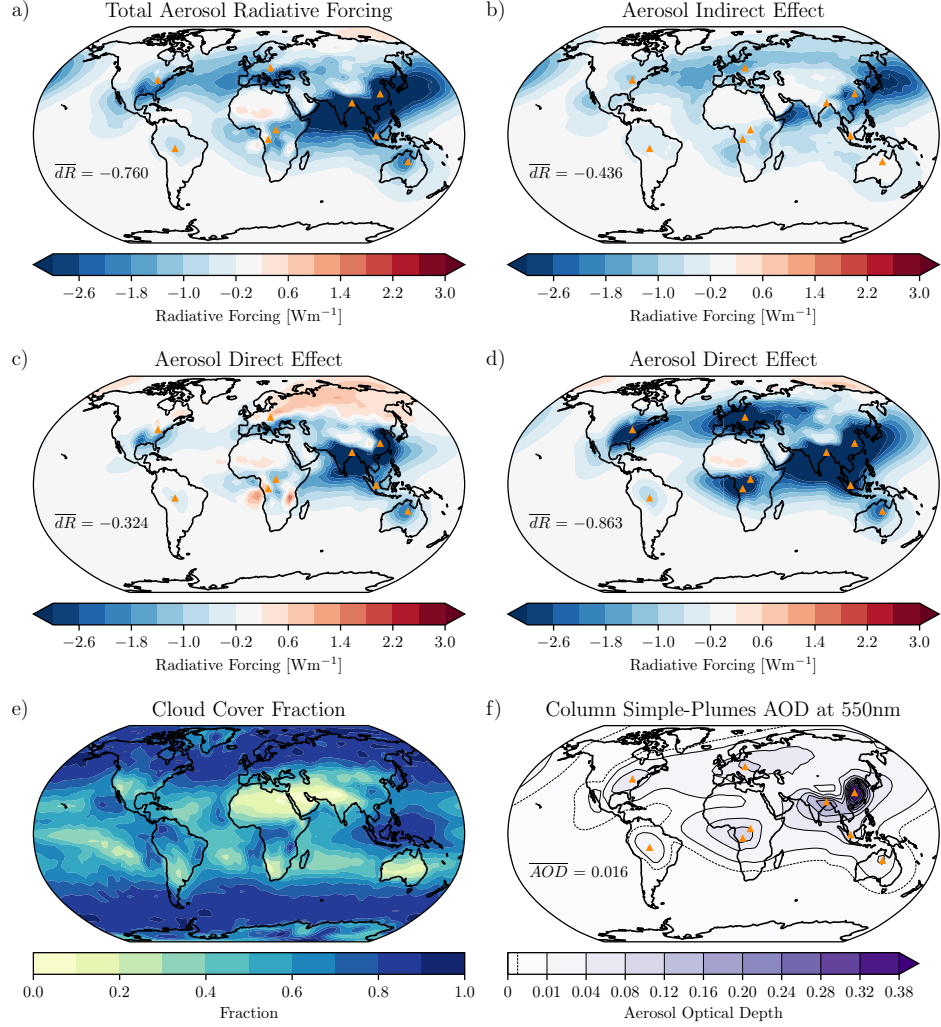 a) Total Aerosol Radiative Forcing
b) Aerosol Indirect Effect
dR = −0.760
dR = −0.436
−2.6 −1.8 −1.0 −0.2 0.6 1.4 2.2 3.0
Radiative Forcing [Wm⁻¹]
−2.6 −1.8 −1.0 −0.2 0.6 1.4 2.2 3.0
Radiative Forcing [Wm⁻¹]
c) Aerosol Direct Effect
d) Aerosol Direct Effect
dR = −0.324
dR = −0.863
−2.6 −1.8 −1.0 −0.2 0.6 1.4 2.2 3.0
Radiative Forcing [Wm⁻¹]
−2.6 −1.8 −1.0 −0.2 0.6 1.4 2.2 3.0
Radiative Forcing [Wm⁻¹]
e) Cloud Cover Fraction
f) Column Simple-Plumes AOD at 550nm
AOD = 0.016
0.0 0.2 0.4 0.6 0.8 1.0
Fraction
0 0.01 0.04 0.08 0.12 0.16 0.20 0.24 0.28 0.32 0.38
Aerosol Optical Depth